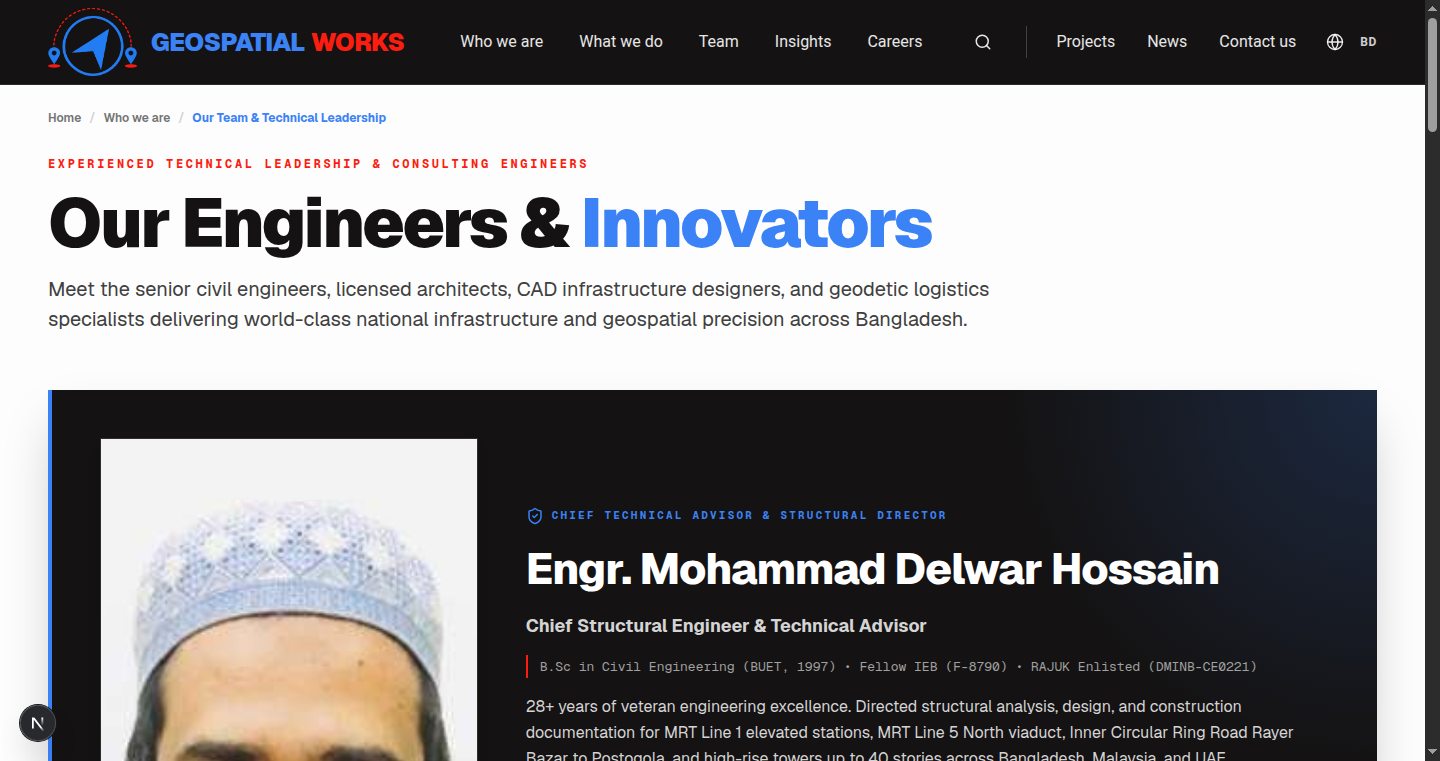 GEOSPATIAL WORKS
Who we are
What we do
Team
Insights
Careers
Projects
News
Contact us
BD
Home / Who we are / Our Team & Technical Leadership
EXPERIENCED TECHNICAL LEADERSHIP & CONSULTING ENGINEERS
Our Engineers & Innovators
Meet the senior civil engineers, licensed architects, CAD infrastructure designers, and geodetic logistics
specialists delivering world-class national infrastructure and geospatial precision across Bangladesh.
CHIEF TECHNICAL ADVISOR & STRUCTURAL DIRECTOR
Engr. Mohammad Delwar Hossain
Chief Structural Engineer & Technical Advisor
B.Sc in Civil Engineering (BUET, 1997) • Fellow IEB (F-8790) • RAJUK Enlisted (DMINB-CE0221)
28+ years of veteran engineering excellence. Directed structural analysis, design, and construction
documentation for MRT Line 1 elevated stations, MRT Line 5 North viaduct, Inner Circular Ring Road Rayer
Bazar to Postogola, and high-rise towers up to 40 stories across Bangladesh, Malaysia, and UAE.
N